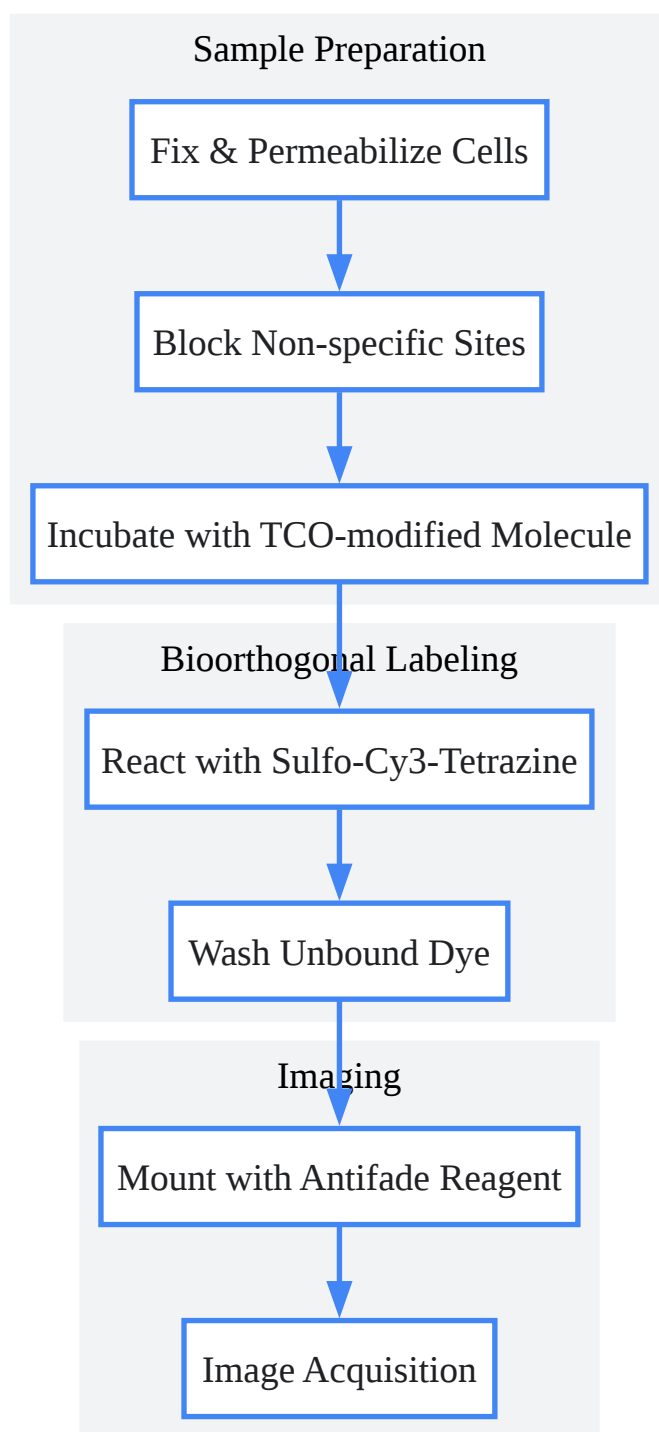 Sample Preparation
Fix & Permeabilize Cells
Block Non-specific Sites
Incubate with TCO-modified Molecule
Bioorthogonal Labeling
React with Sulfo-Cy3-Tetrazine
Wash Unbound Dye
Imaging
Mount with Antifade Reagent
Image Acquisition